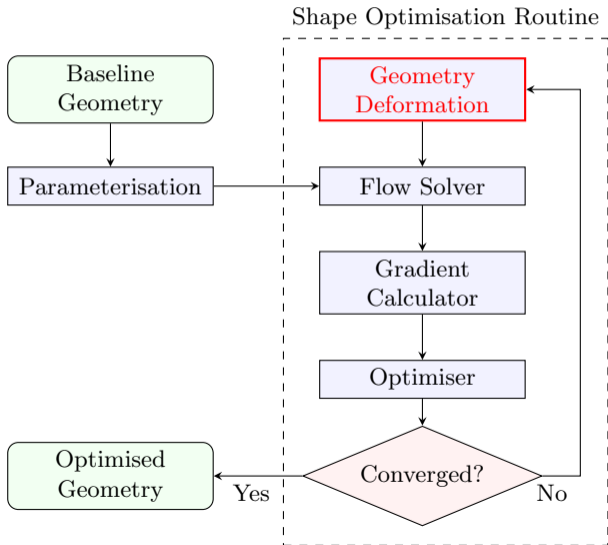 Shape Optimisation Routine
Baseline
Geometry
Geometry
Deformation
Parameterisation
Flow Solver
Gradient
Calculator
Optimiser
Optimised
Geometry
Converged?
Yes
No